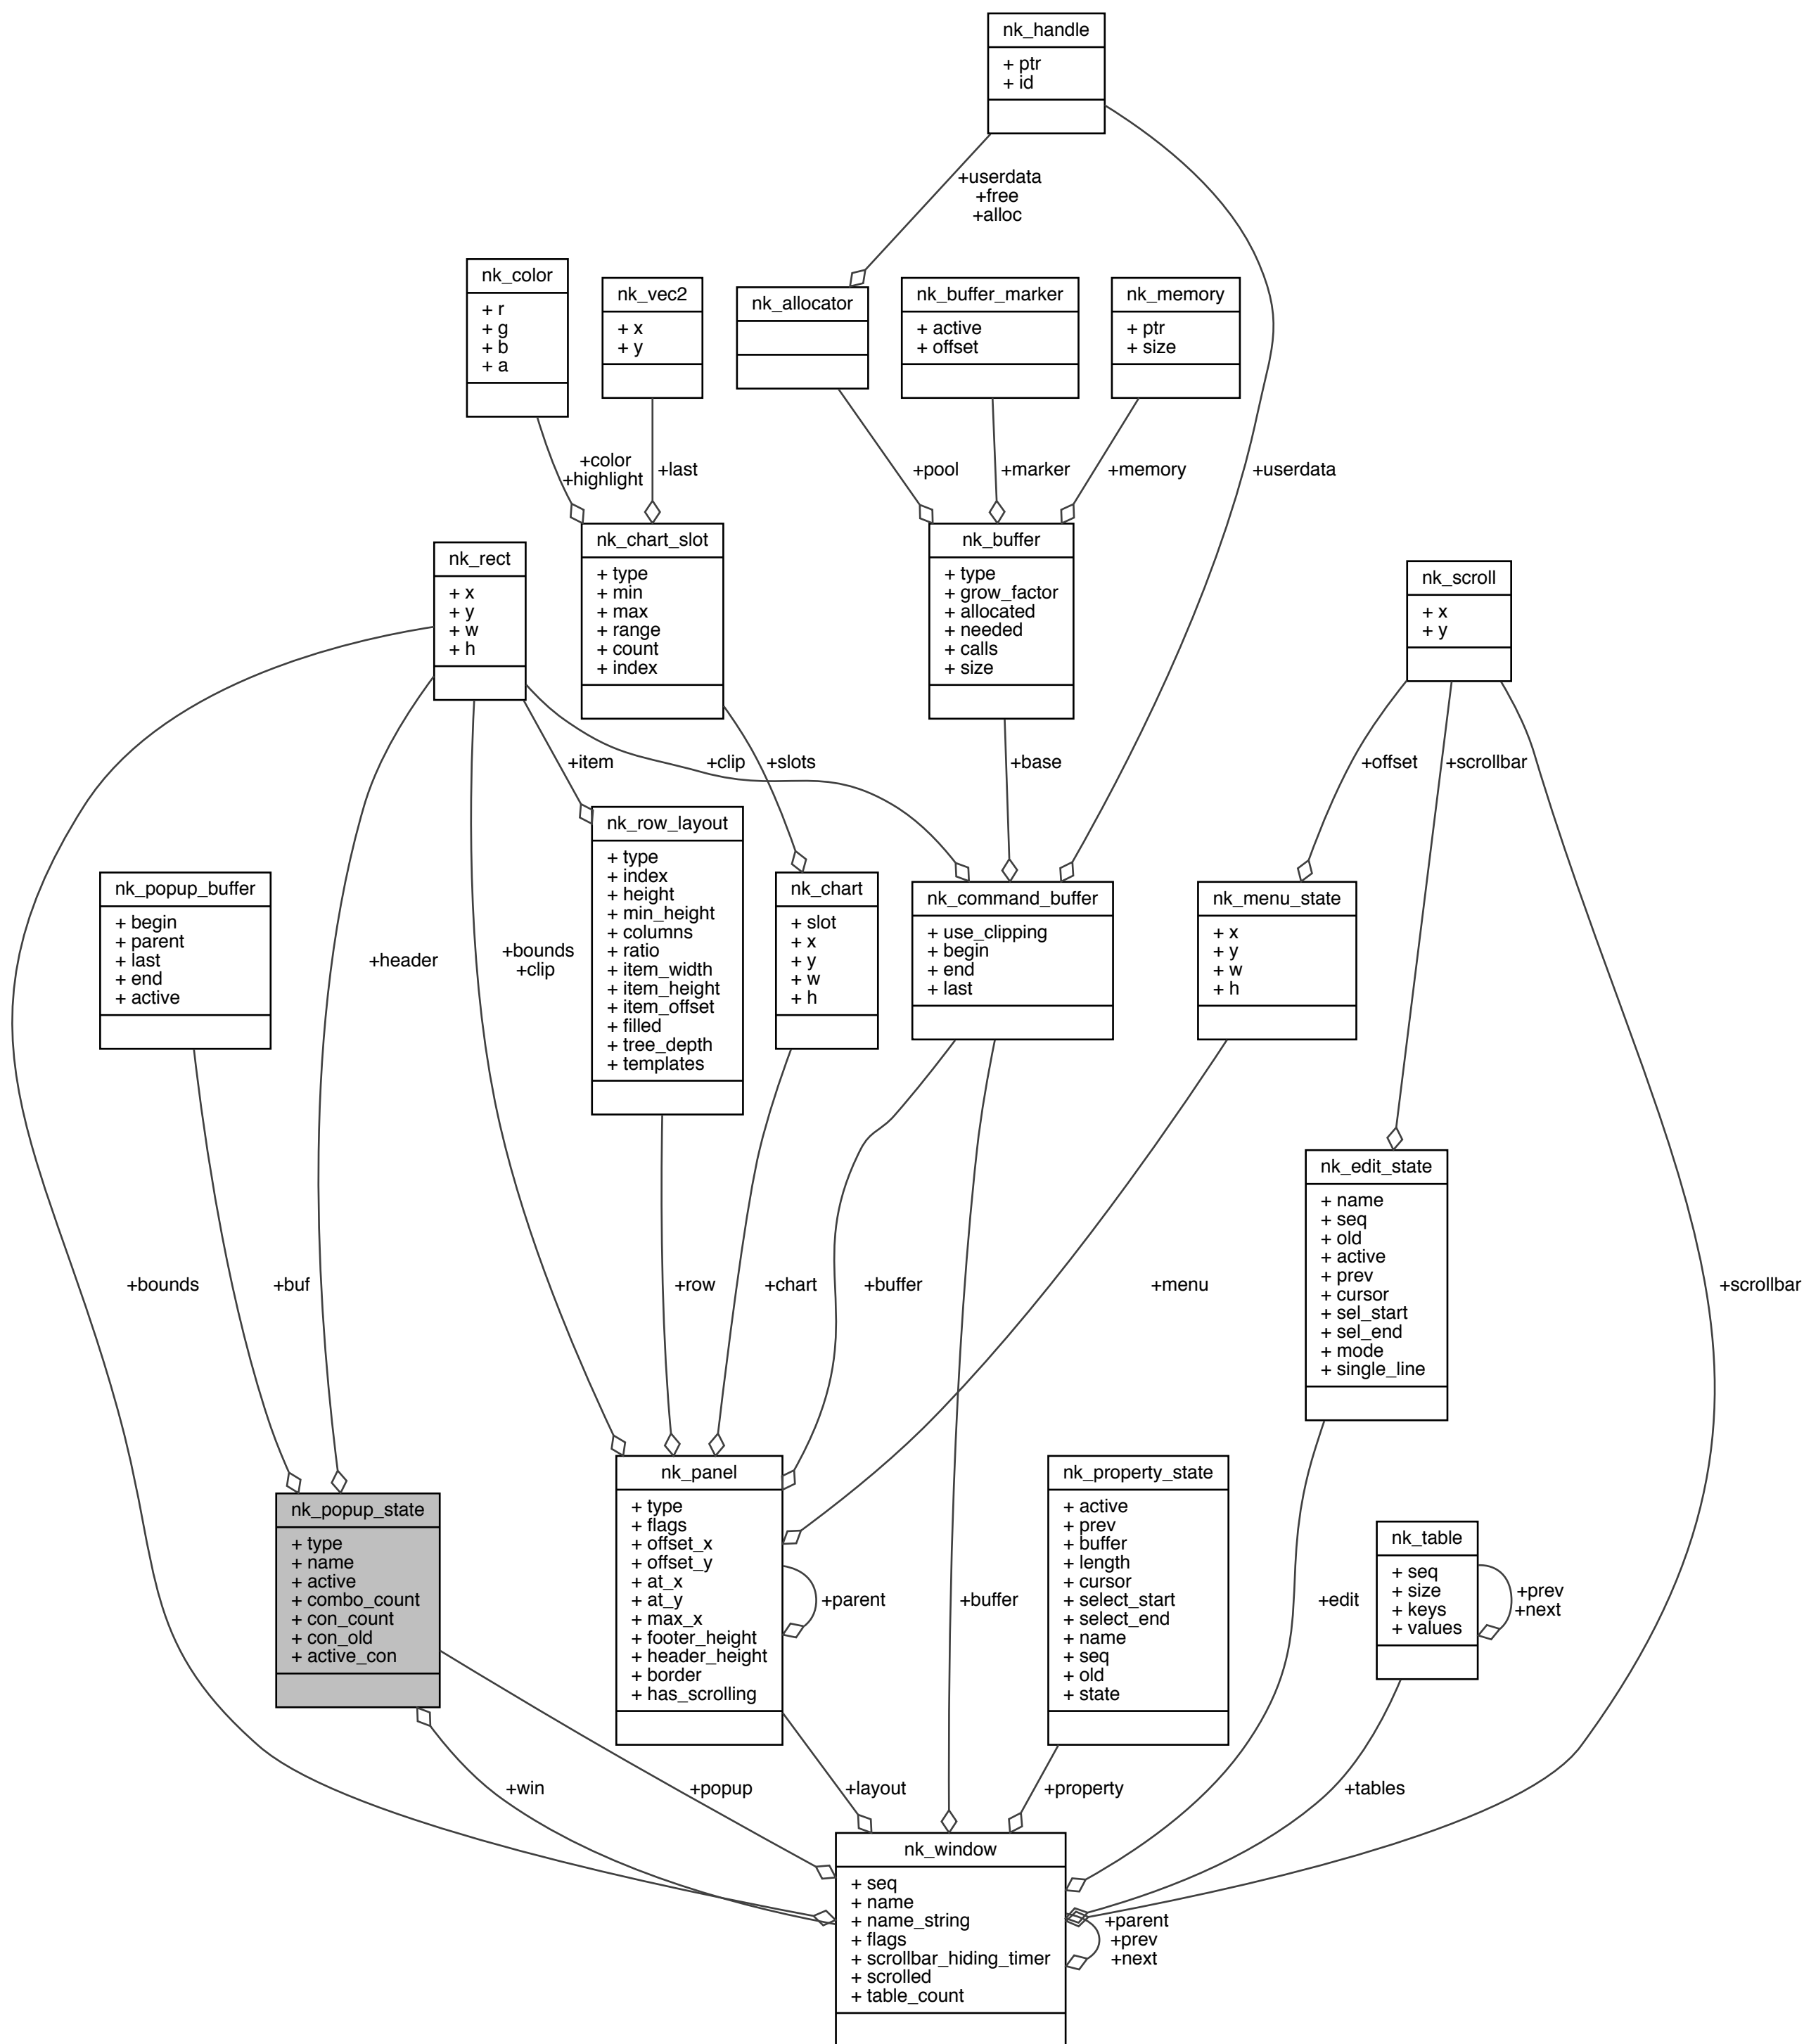 nk_handle
+ ptr
+ id
+userdata
+free
+alloc
nk_color
+ r
+ g
+ b
+ a
nk_vec2
+ x
+ y
nk_allocator
nk_buffer_marker
+ active
+ offset
nk_memory
+ ptr
+ size
+color
+highlight
+last
+pool
+marker
+memory
+userdata
nk_rect
+ x
+ y
+ w
+ h
nk_chart_slot
+ type
+ min
+ max
+ range
+ count
+ index
nk_buffer
+ type
+ grow_factor
+ allocated
+ needed
+ calls
+ size
nk_scroll
+ x
+ y
+item
+clip
+slots
+base
+offset
+scrollbar
nk_popup_buffer
+ begin
+ parent
+ last
+ end
+ active
+header
+bounds
+clip
nk_row_layout
+ type
+ index
+ height
+ min_height
+ columns
+ ratio
+ item_width
+ item_height
+ item_offset
+ filled
+ tree_depth
+ templates
nk_chart
+ slot
+ x
+ y
+ w
+ h
nk_command_buffer
+ use_clipping
+ begin
+ end
+ last
nk_menu_state
+ x
+ y
+ w
+ h
nk_edit_state
+ name
+ seq
+ old
+ active
+ prev
+ cursor
+ sel_start
+ sel_end
+ mode
+ single_line
+bounds
+buf
+row
+chart
+buffer
+menu
+scrollbar
nk_popup_state
+ type
+ name
+ active
+ combo_count
+ con_count
+ con_old
+ active_con
nk_panel
+ type
+ flags
+ offset_x
+ offset_y
+ at_x
+ at_y
+ max_x
+ footer_height
+ header_height
+ border
+ has_scrolling
+parent
+buffer
nk_property_state
+ active
+ prev
+ buffer
+ length
+ cursor
+ select_start
+ select_end
+ name
+ seq
+ old
+ state
+edit
nk_table
+ seq
+ size
+ keys
+ values
+prev
+next
+win
+popup
+layout
+property
+tables
nk_window
+ seq
+ name
+ name_string
+ flags
+ scrollbar_hiding_timer
+ scrolled
+ table_count
+parent
+prev
+next